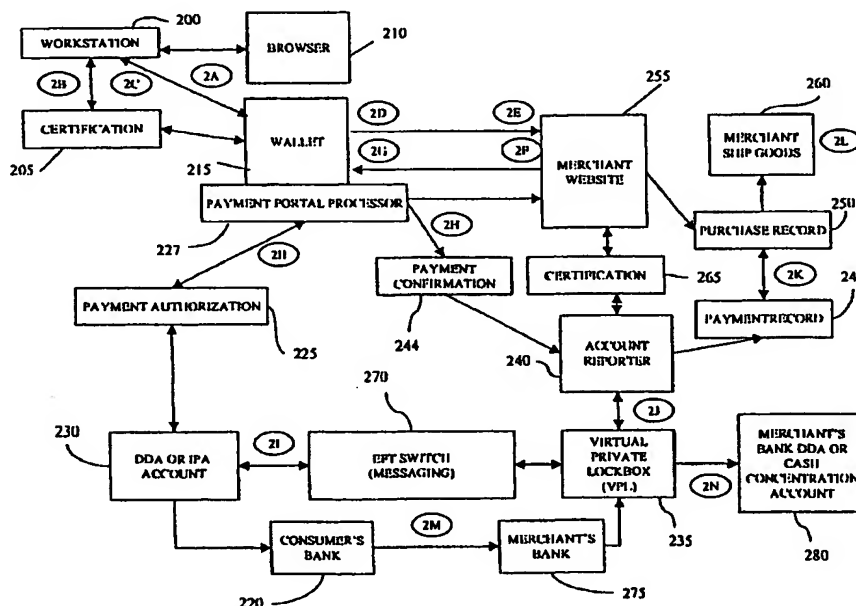 200
WORKSTATION
BROWSER
210
2B
2C
2A
255
260
CERTIFICATION
205
WALLET
215
2D
2E
2G
2F
MERCHANT
WEBSITE
MERCHANT
SHIP GOODS
2L
PAYMENT PORTAL PROCESSOR
227
2H
PURCHASE RECORD
250
2H
PAYMENT
CONFIRMATION
244
CERTIFICATION
265
2K
24
PAYMENT AUTHORIZATION
225
PAYMENTRECORD
ACCOUNT
REPORTER
240
270
2J
230
DDA OR IPA
ACCOUNT
2I
EFT SWITCH
(MESSAGING)
VIRTUAL
PRIVATE
LOCKBOX
(VPL)
235
2N
MERCHANT'S
BANK DDA OR
CASH
CONCENTRATION
ACCOUNT
280
CONSUMER'S
BANK
220
2M
MERCHANT'S
BANK
275